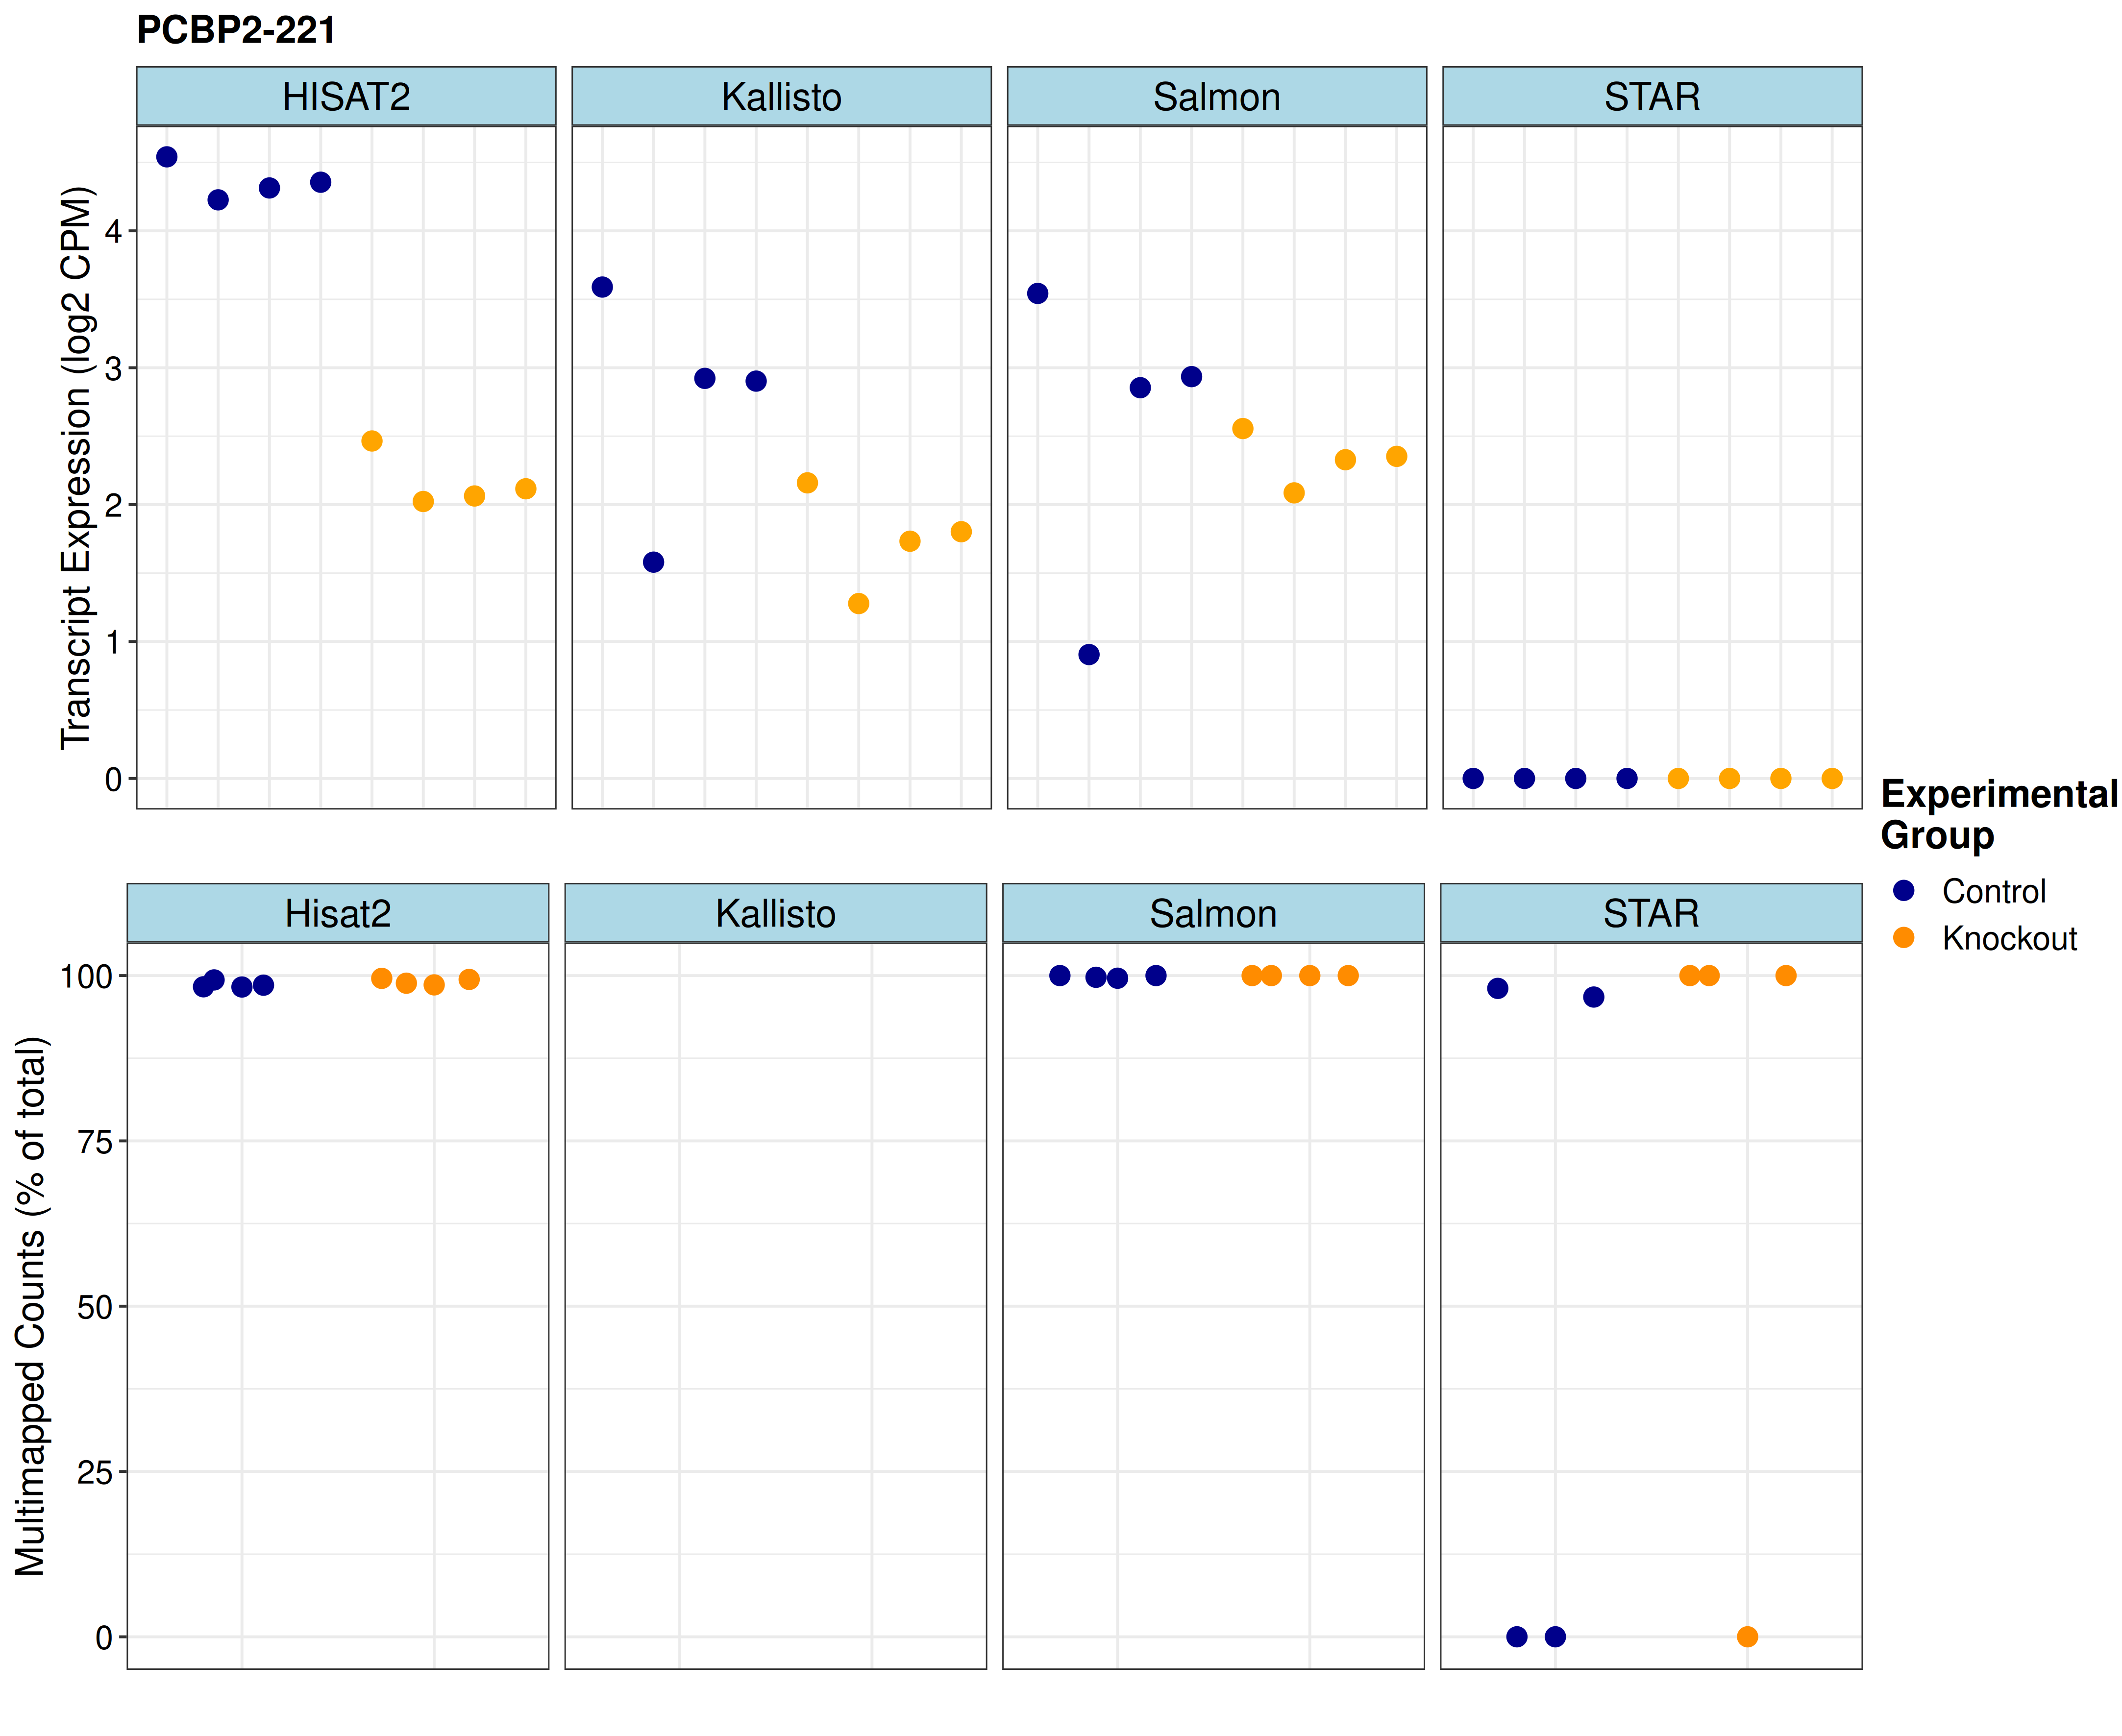 PCBP2-221
HISAT2
Kallisto
Salmon
STAR
Transcript Expression (log2 CPM)
4
3
2
1
0
Hisat2
Kallisto
Salmon
STAR
Multimapped Counts (% of total)
100
75
50
25
0
Experimental
Group
Control
Knockout